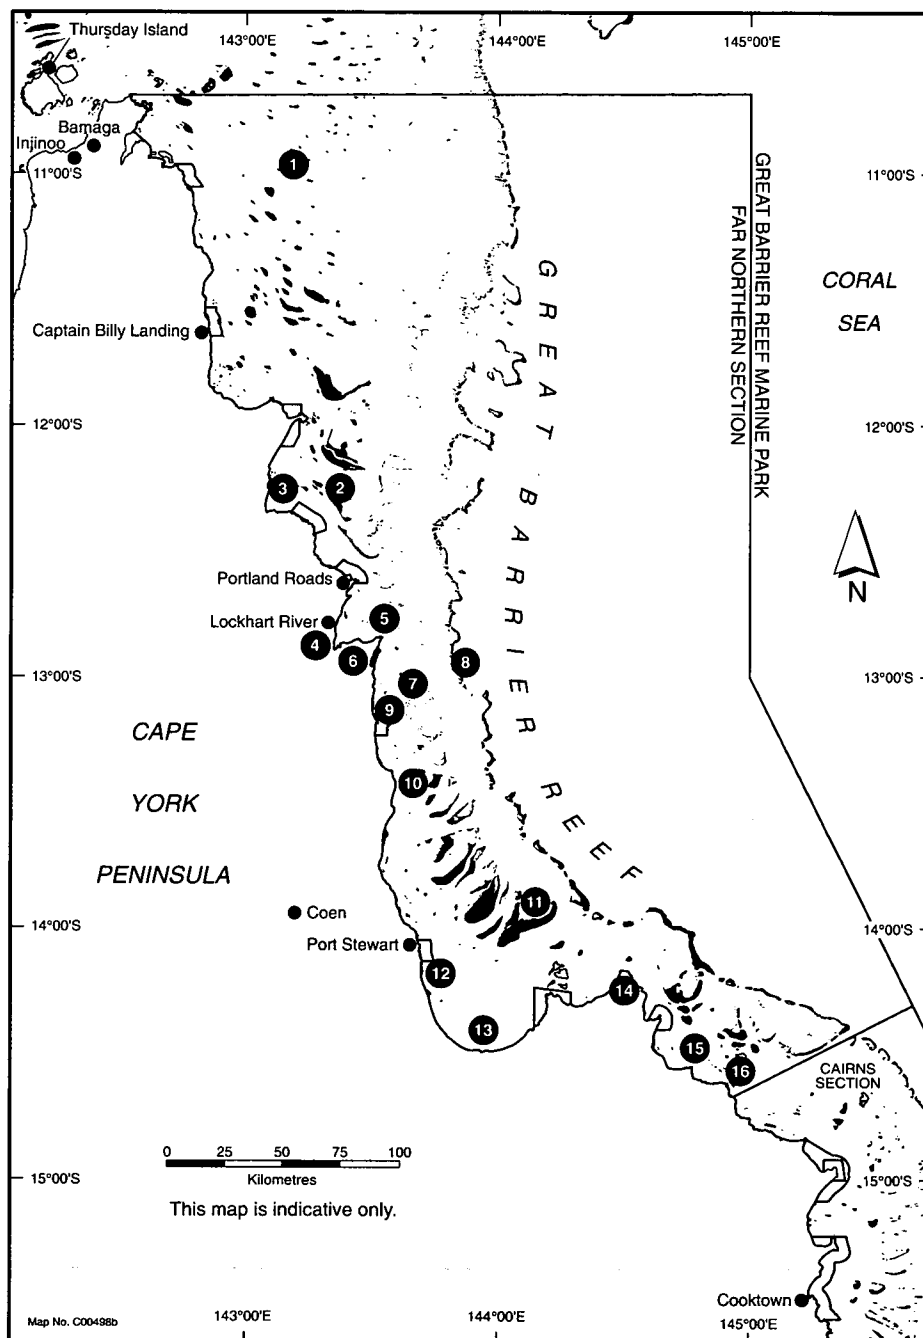 Thursday Island
143°00'E
144°00'E
145°00'E
Bamaga
Injinoo
11°00'S
11°00'S
1
GREAT BARRIER REEF MARINE PARK
FAR NORTHERN SECTION
CORAL
SEA
GREAT BARRIER REEF
Captain Billy Landing
12°00'S
12°00'S
3
2
N
Portland Roads
Lockhart River
5
4
6
8
13°00'S
13°00'S
7
9
CAPE
YORK
PENINSULA
10
11
Coen
14°00'S
14°00'S
Port Stewart
12
14
13
15
16
CAIRNS
SECTION
0 25 50 75 100
Kilometres
15°00'S
15°00'S
This map is indicative only.
Cooktown
Map No. C00498b
143°00'E
144°00'E
145°00'E